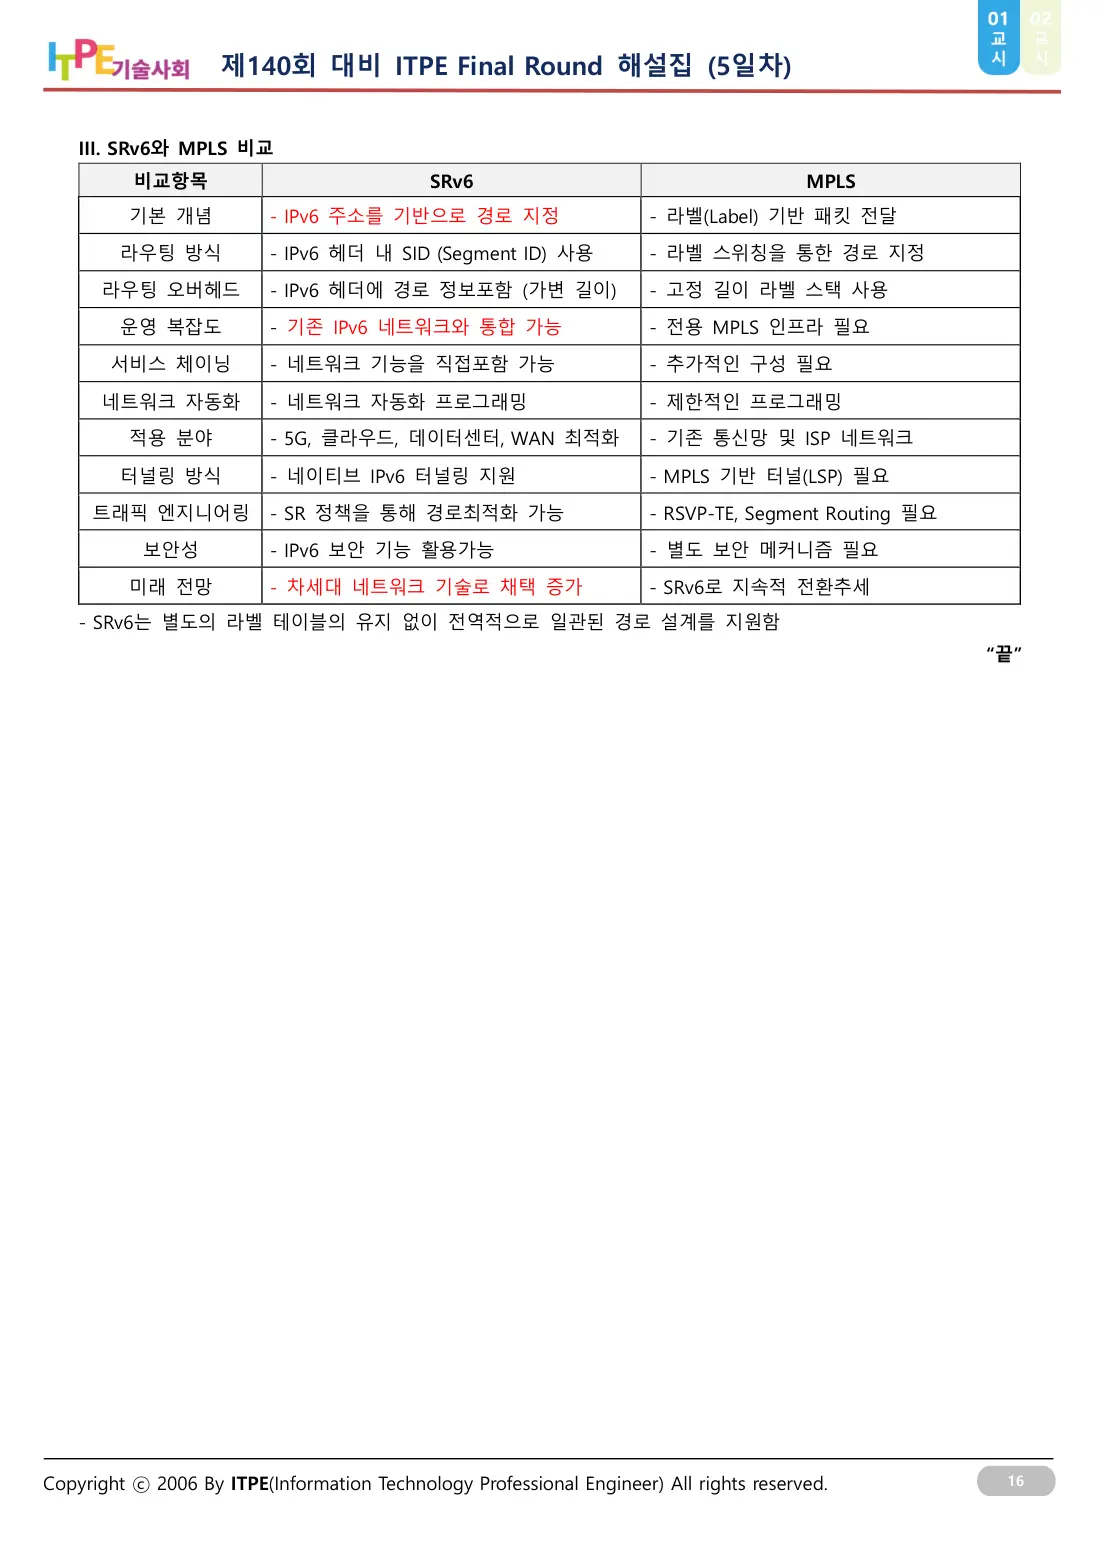 ITPE기술사회 제140회 대비 ITPE Final Round 해설집 (5일차)
01 교시
02 교시
III. SRv6와 MPLS 비교
비교항목 SRv6 MPLS
기본 개념 - IPv6 주소를 기반으로 경로 지정 - 라벨(Label) 기반 패킷 전달
라우팅 방식 - IPv6 헤더 내 SID (Segment ID) 사용 - 라벨 스위칭을 통한 경로 지정
라우팅 오버헤드 - IPv6 헤더에 경로 정보포함 (가변 길이) - 고정 길이 라벨 스택 사용
운영 복잡도 - 기존 IPv6 네트워크와 통합 가능 - 전용 MPLS 인프라 필요
서비스 체이닝 - 네트워크 기능을 직접포함 가능 - 추가적인 구성 필요
네트워크 자동화 - 네트워크 자동화 프로그래밍 - 제한적인 프로그래밍
적용 분야 - 5G, 클라우드, 데이터센터, WAN 최적화 - 기존 통신망 및 ISP 네트워크
터널링 방식 - 네이티브 IPv6 터널링 지원 - MPLS 기반 터널(LSP) 필요
트래픽 엔지니어링 - SR 정책을 통해 경로최적화 가능 - RSVP-TE, Segment Routing 필요
보안성 - IPv6 보안 기능 활용가능 - 별도 보안 메커니즘 필요
미래 전망 - 차세대 네트워크 기술로 채택 증가 - SRv6로 지속적 전환추세
- SRv6는 별도의 라벨 테이블의 유지 없이 전역적으로 일관된 경로 설계를 지원함
“끝”
Copyright ⓒ 2006 By ITPE(Information Technology Professional Engineer) All rights reserved.
16